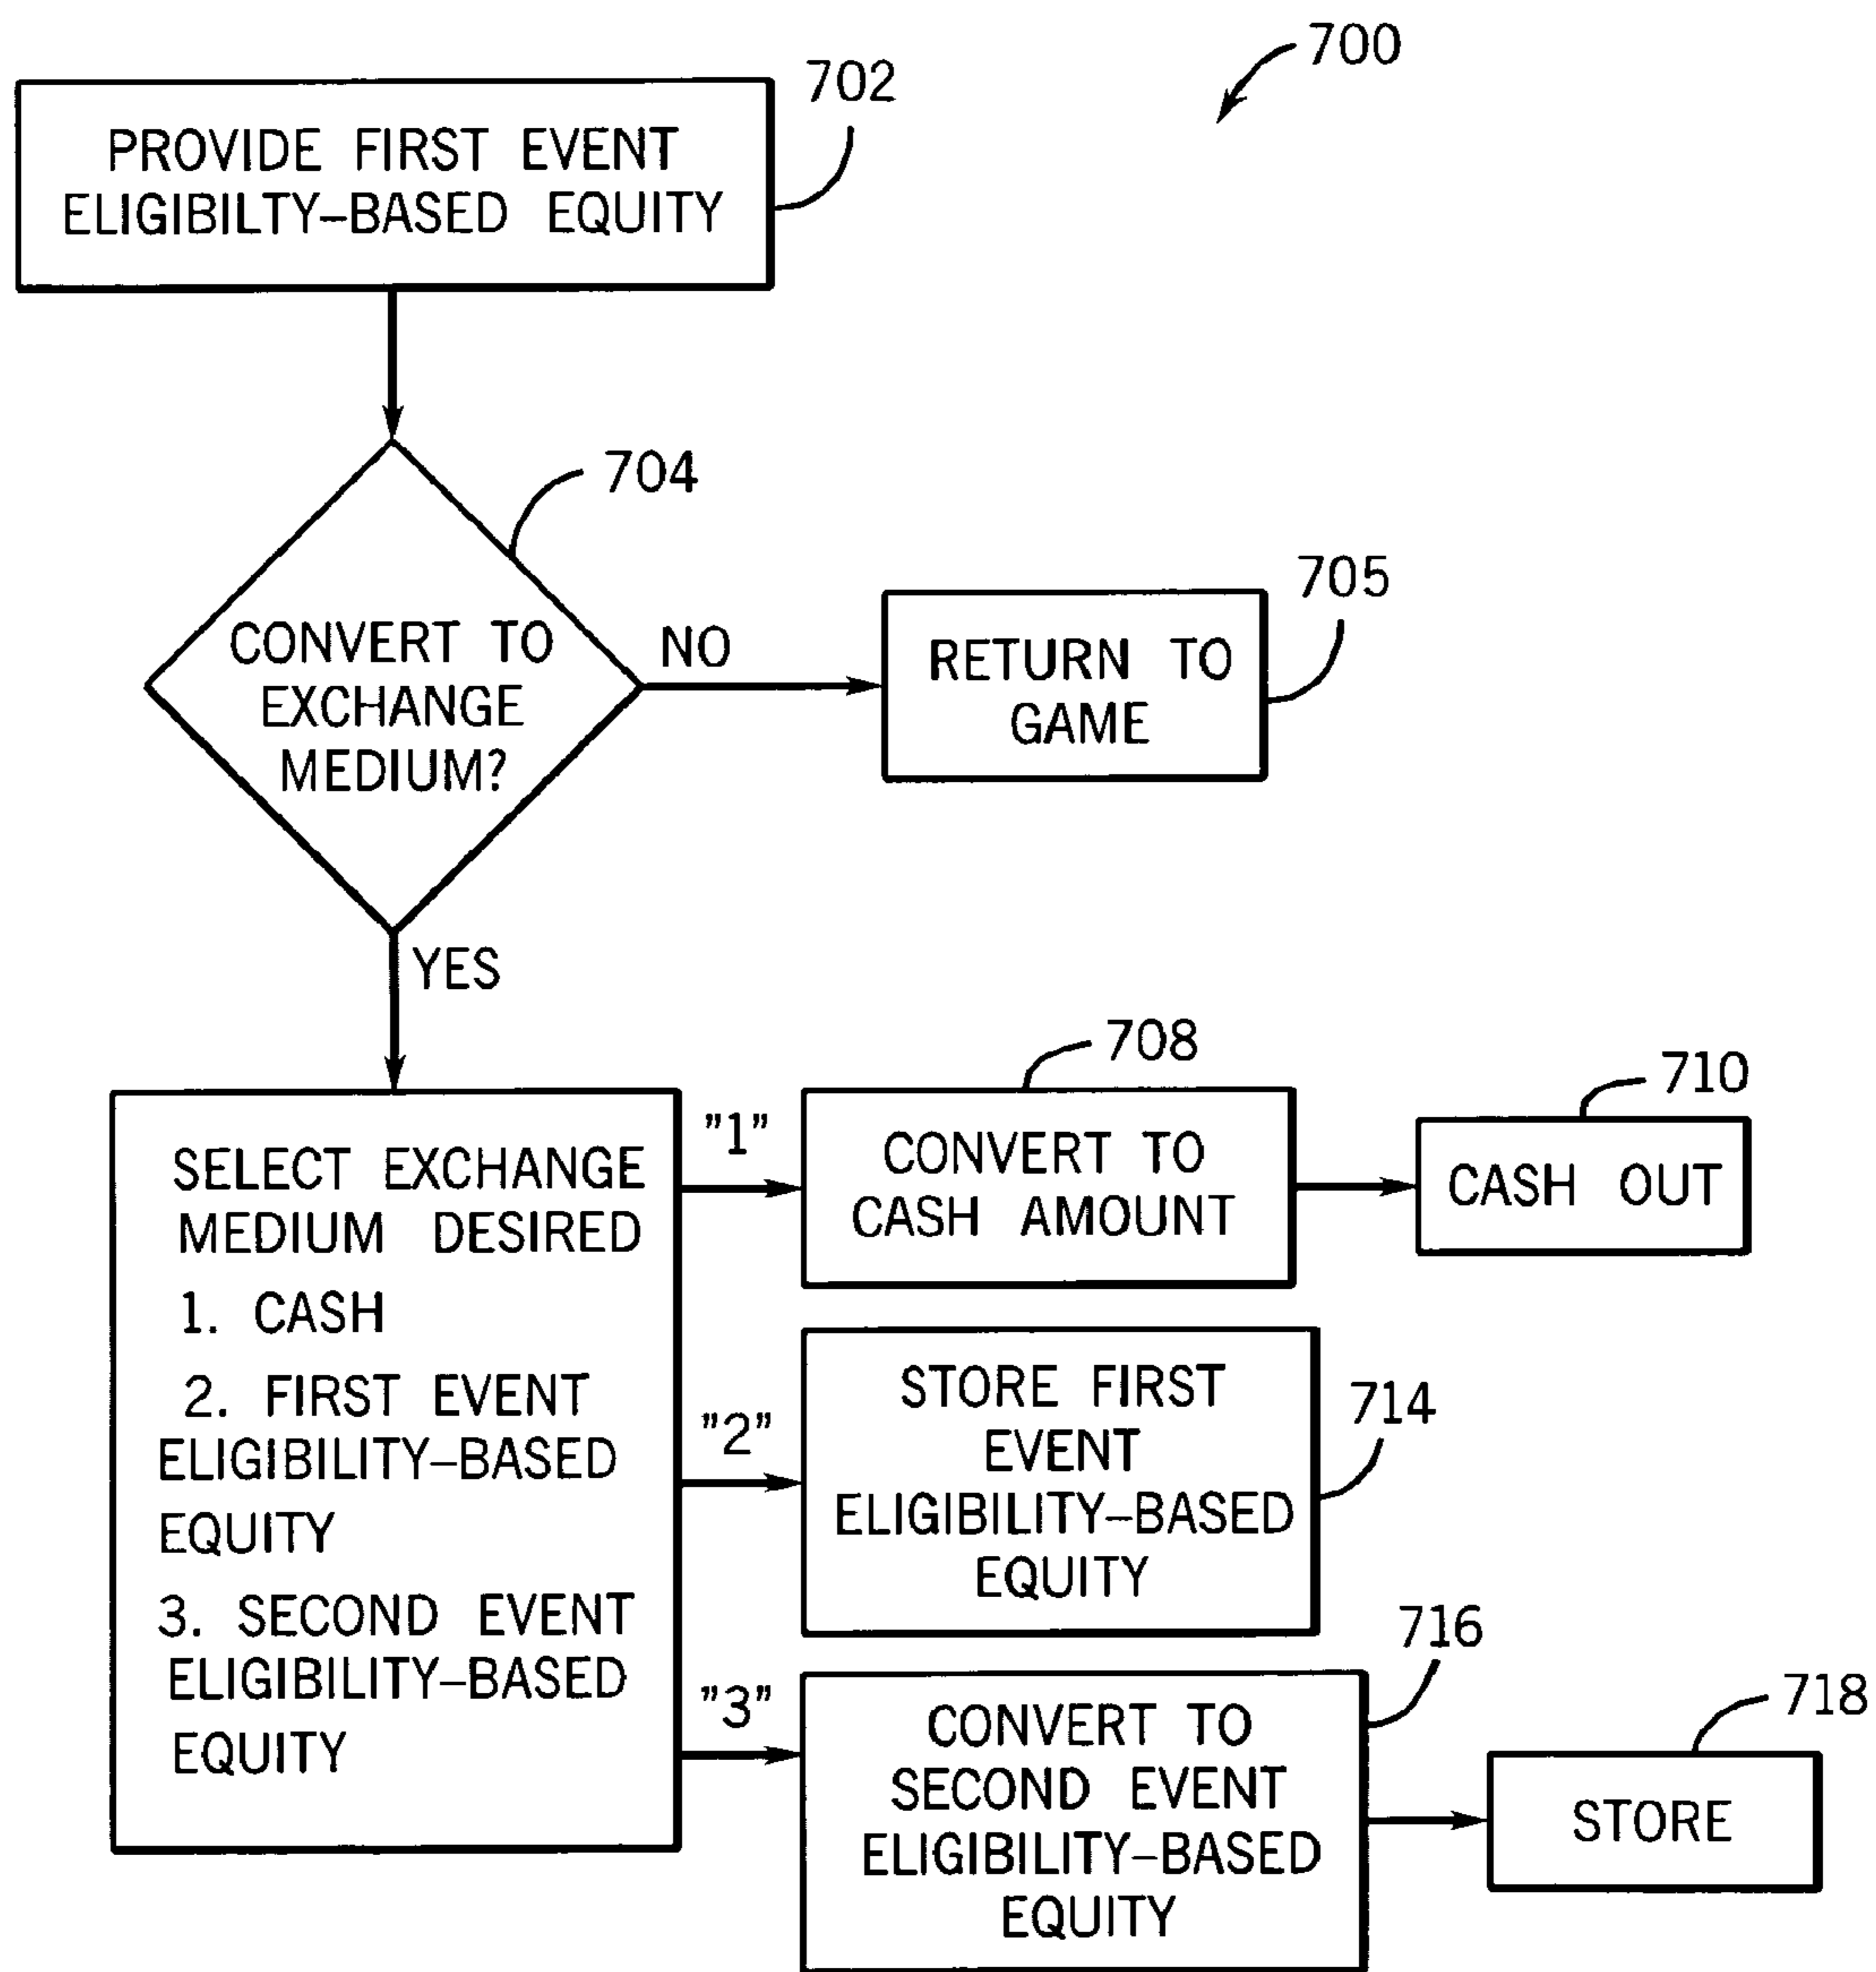 700
702
PROVIDE FIRST EVENT
ELIGIBILTY–BASED EQUITY
704
CONVERT TO
EXCHANGE
MEDIUM?
NO
705
RETURN TO
GAME
YES
SELECT EXCHANGE
MEDIUM DESIRED
1. CASH
2. FIRST EVENT
ELIGIBILITY–BASED
EQUITY
3. SECOND EVENT
ELIGIBILITY–BASED
EQUITY
"1"
708
CONVERT TO
CASH AMOUNT
710
CASH OUT
"2"
STORE FIRST
EVENT
ELIGIBILITY–BASED
EQUITY
714
"3"
716
CONVERT TO
SECOND EVENT
ELIGIBILITY–BASED
EQUITY
718
STORE